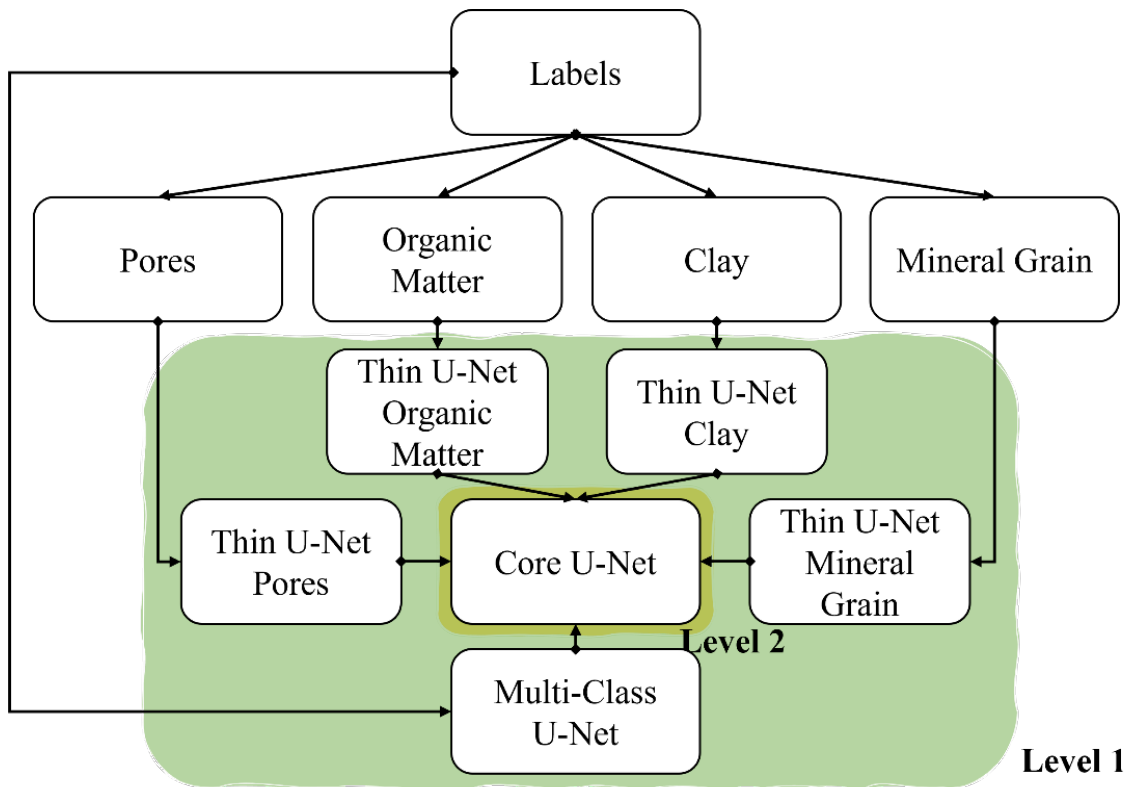 Labels
Pores
Organic
Matter
Clay
Mineral Grain
Thin U-Net
Organic
Matter
Thin U-Net
Clay
Thin U-Net
Pores
Core U-Net
Thin U-Net
Mineral
Grain
Level 2
Multi-Class
U-Net
Level 1